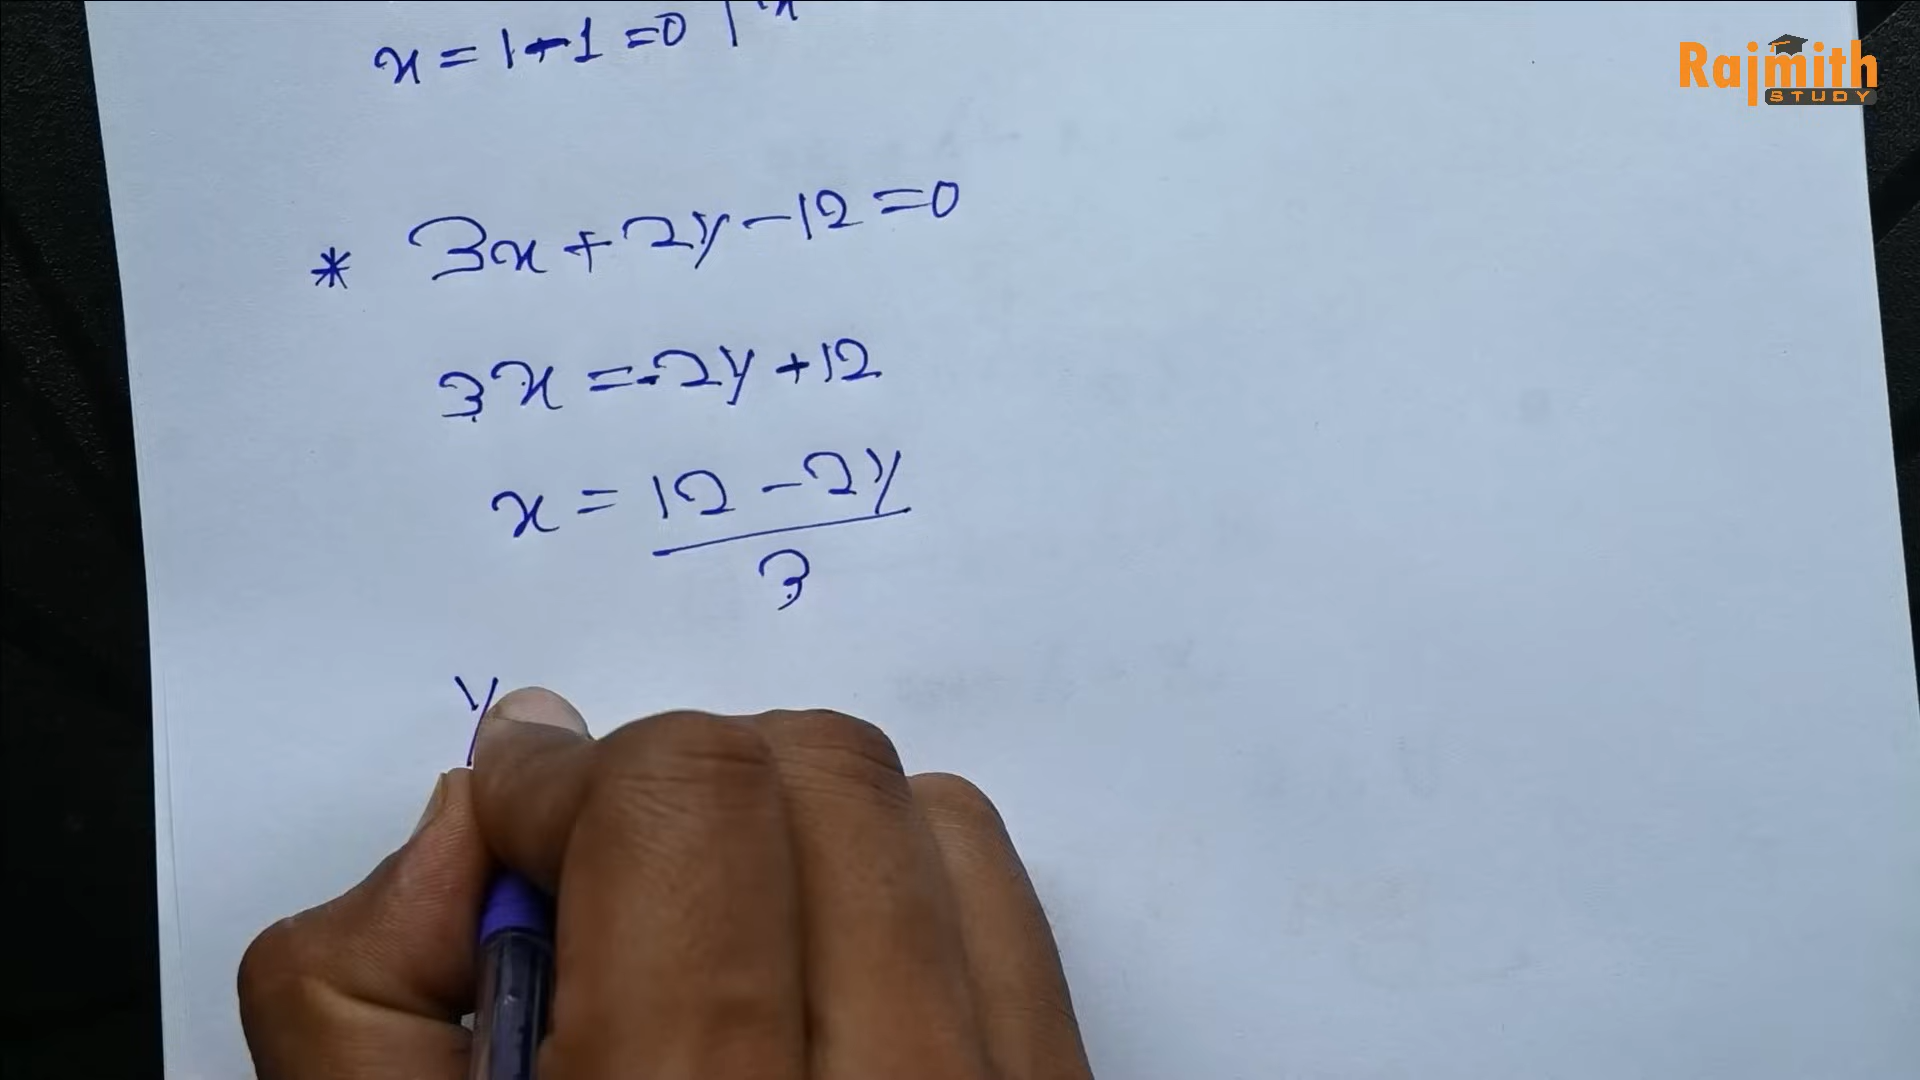 x = 1-1 = 0 | x
Rajmith
STUDY
* 3x + 2y - 12 = 0
3x = -2y + 12
x = 12 - 2y
3
y